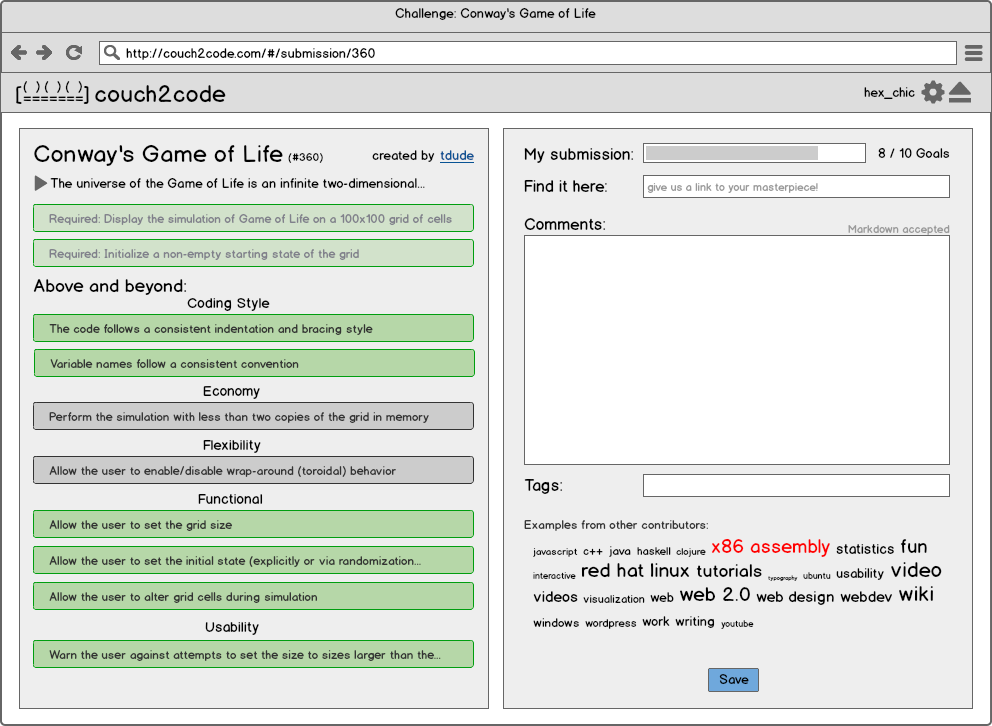 Challenge: Conway's Game of Life
http://couch2code.com/#/submission/360
[( )( )( )=======] couch2code
hex_chic
Conway's Game of Life (#360) created by tdude
The universe of the Game of Life is an infinite two-dimensional...
Required: Display the simulation of Game of Life on a 100x100 grid of cells
Required: Initialize a non-empty starting state of the grid
Above and beyond:
Coding Style
The code follows a consistent indentation and bracing style
Variable names follow a consistent convention
Economy
Perform the simulation with less than two copies of the grid in memory
Flexibility
Allow the user to enable/disable wrap-around (toroidal) behavior
Functional
Allow the user to set the grid size
Allow the user to set the initial state (explicitly or via randomization...
Allow the user to alter grid cells during simulation
Usability
Warn the user against attempts to set the size to sizes larger than the...
My submission: 8 / 10 Goals
Find it here: give us a link to your masterpiece!
Comments: Markdown accepted
Tags:
Examples from other contributors:
javascript c++ java haskell clojure x86 assembly statistics fun
interactive red hat linux tutorials typography ubuntu usability video
videos visualization web web 2.0 web design webdev wiki
windows wordpress work writing youtube
Save